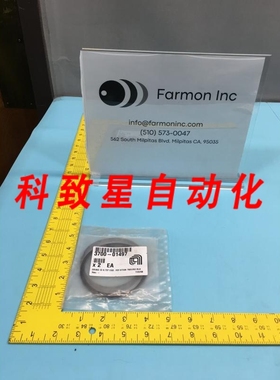 Farmon Inc
info@farmoninc.com
(510) 573-0047
562 South Milpitas Blvd. Milpitas CA, 95035
科致星自动化
3700-01497
x 2 EA